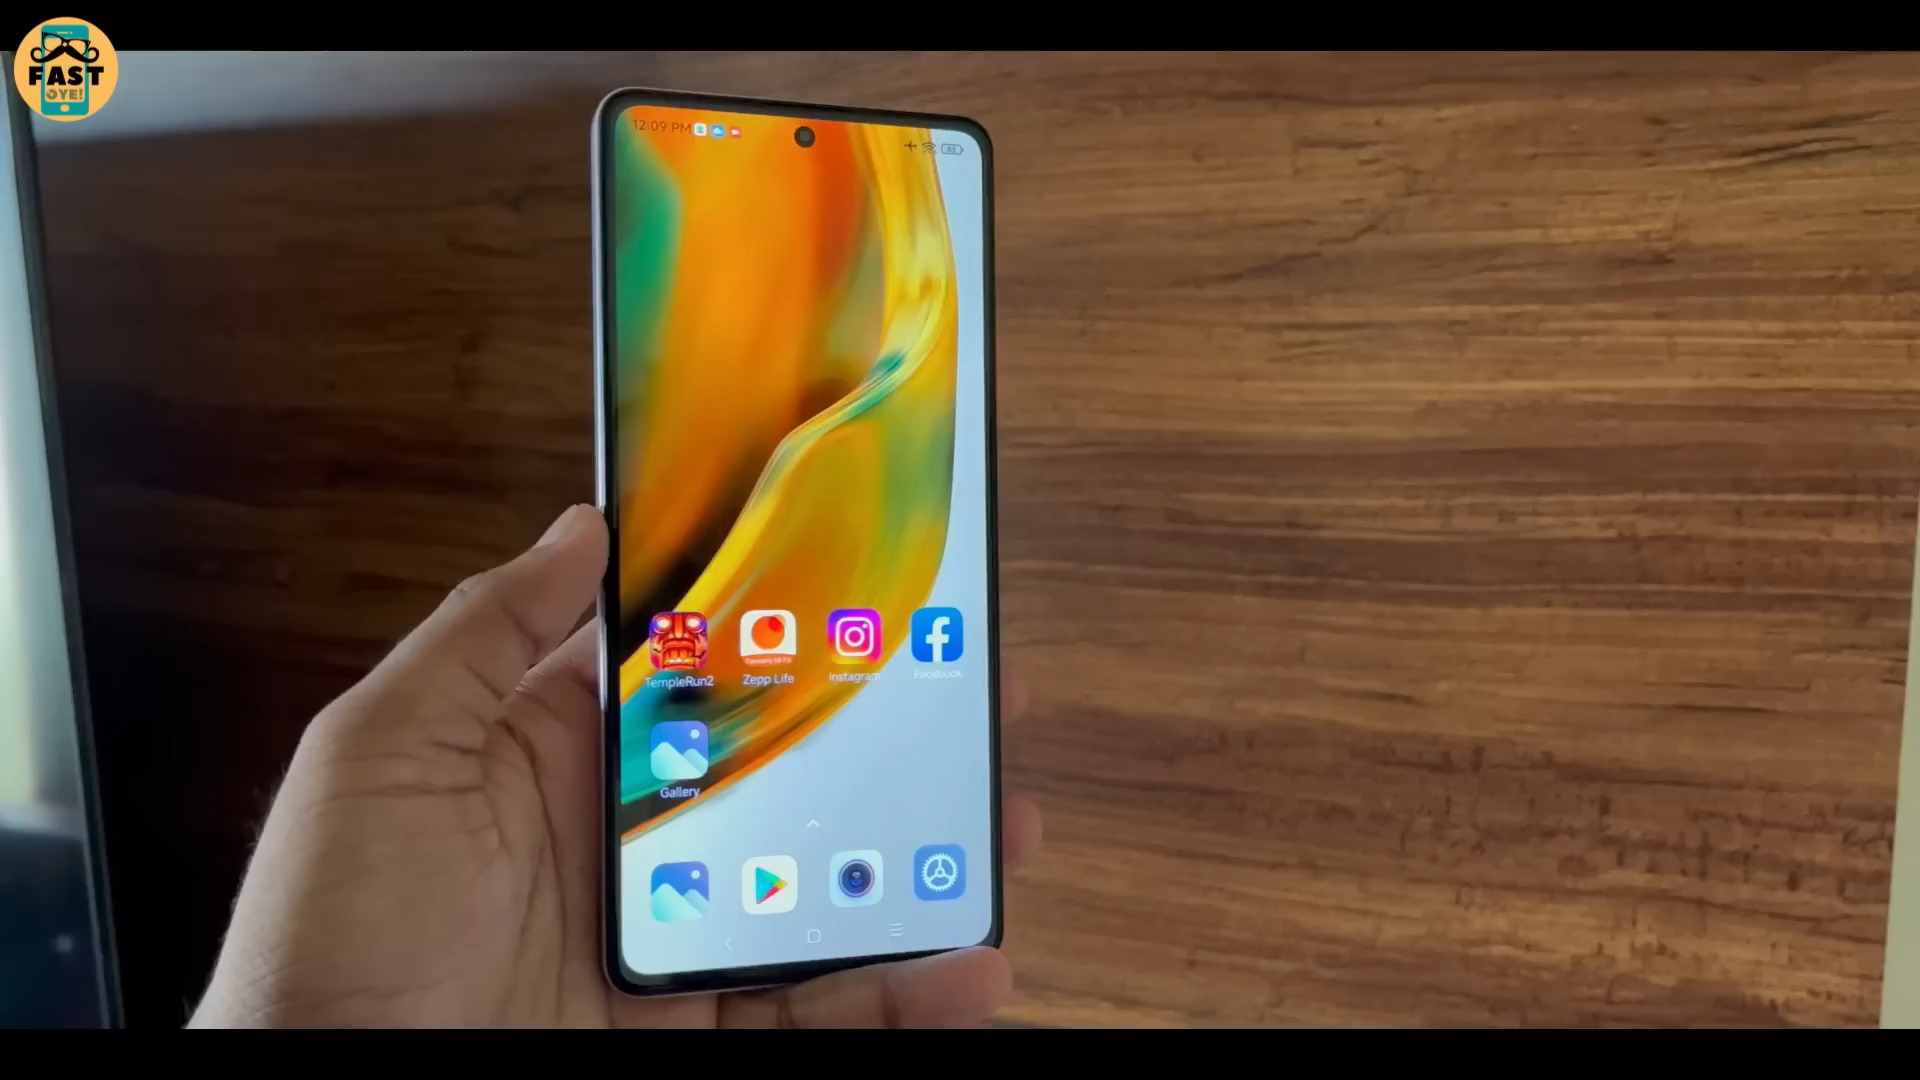 FAST
OYE!
12:09 PM
TempleRun2
Zepp Life
Instagram
Facebook
Gallery